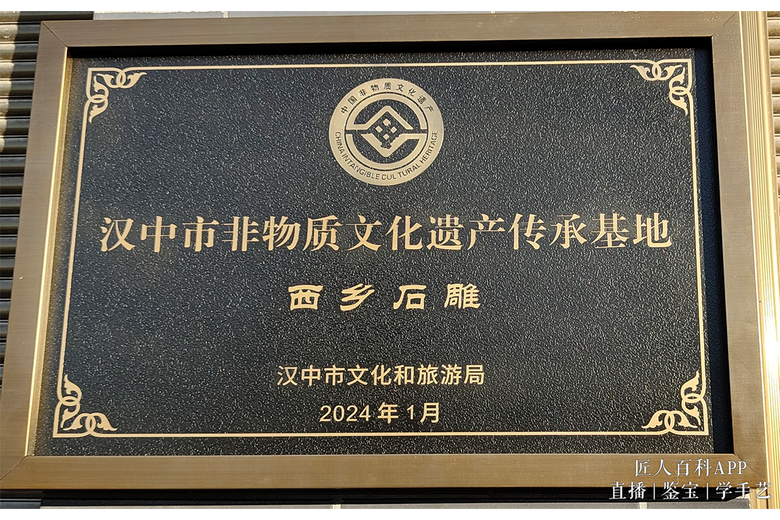 中国非物质文化遗产
CHINA INTANGIBLE CULTURAL HERITAGE
汉中市非物质文化遗产传承基地
西乡石雕
汉中市文化和旅游局
2024年1月
匠人百科APP
直播|鉴宝|学手艺